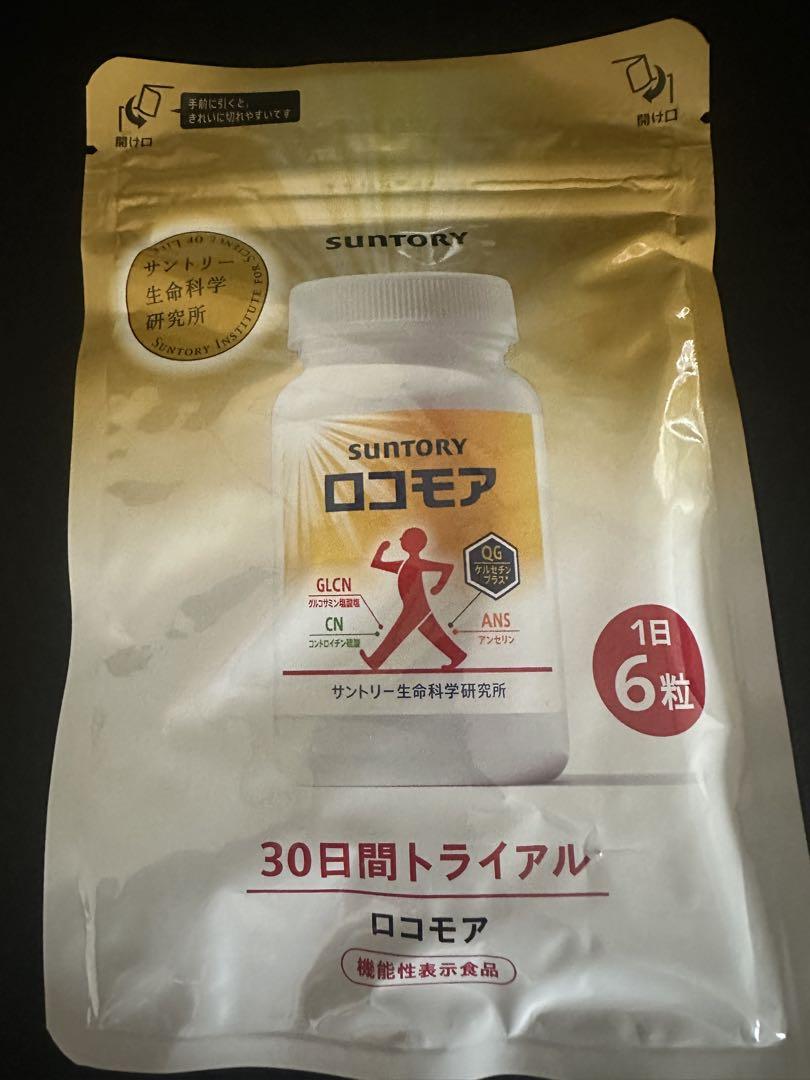 手前に引くと、
きれいに切れやすいです
開け口
開け口
SUNTORY
SUNTORY INSTITUTE FOR SCIENCE OF LIFE
サントリー
生命科学
研究所
SUNTORY
ロコモア
QG
ケルセチン
プラス*
GLCN
グルコサミン塩酸塩
CN
コンドロイチン硫酸
ANS
アンセリン
サントリー生命科学研究所
1日
6粒
30日間トライアル
ロコモア
機能性表示食品